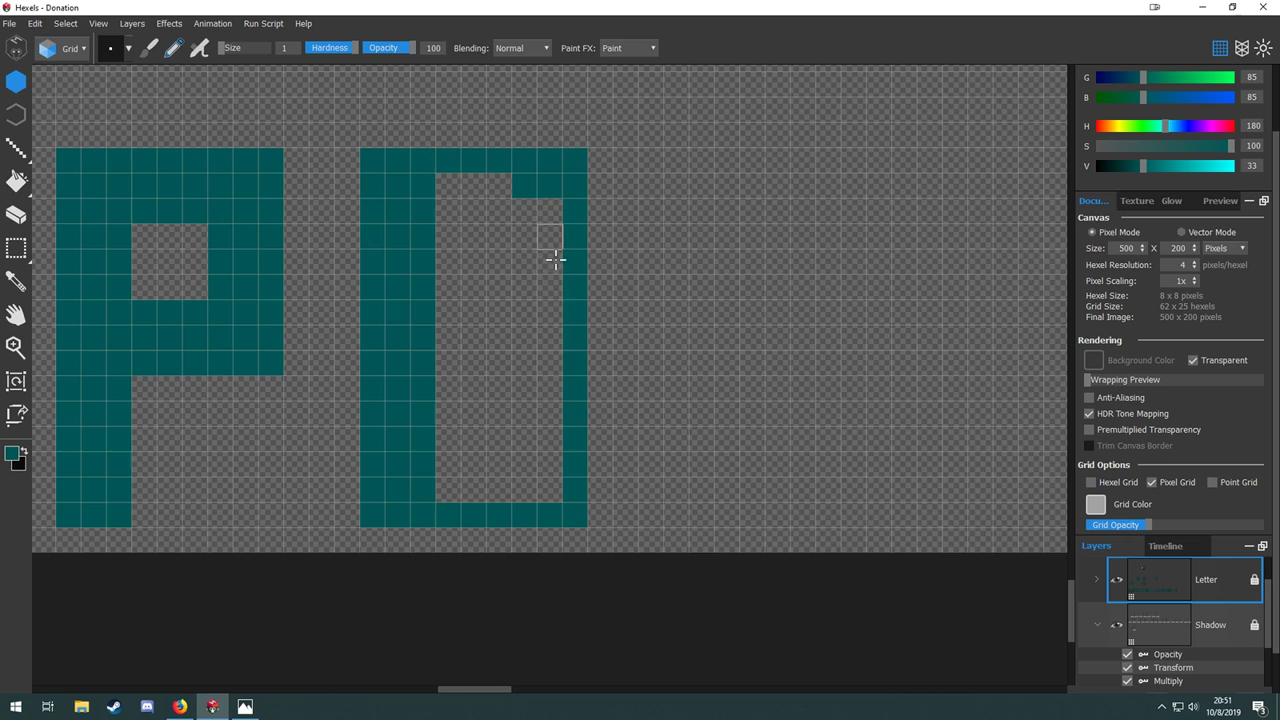 Hexels - Donation
File Edit Select View Layers Effects Animation Run Script Help
Grid Size 1 Hardness Opacity 100 Blending: Normal Paint FX: Paint
G 85
B 85
H 180
S 100
V 33
Docu... Texture Glow Preview
Canvas
Pixel Mode Vector Mode
Size: 500 X 200 Pixels
Hexel Resolution: 4 pixels/hexel
Pixel Scaling: 1x
Hexel Size: 8 x 8 pixels
Grid Size: 62 x 25 hexels
Final Image: 500 x 200 pixels
Rendering
Background Color Transparent
Wrapping Preview
Anti-Aliasing
HDR Tone Mapping
Premultiplied Transparency
Trim Canvas Border
Grid Options
Hexel Grid Pixel Grid Point Grid
Grid Color
Grid Opacity
Layers Timeline
Letter
Shadow
Opacity
Transform
Multiply
20:51
10/8/2019
P